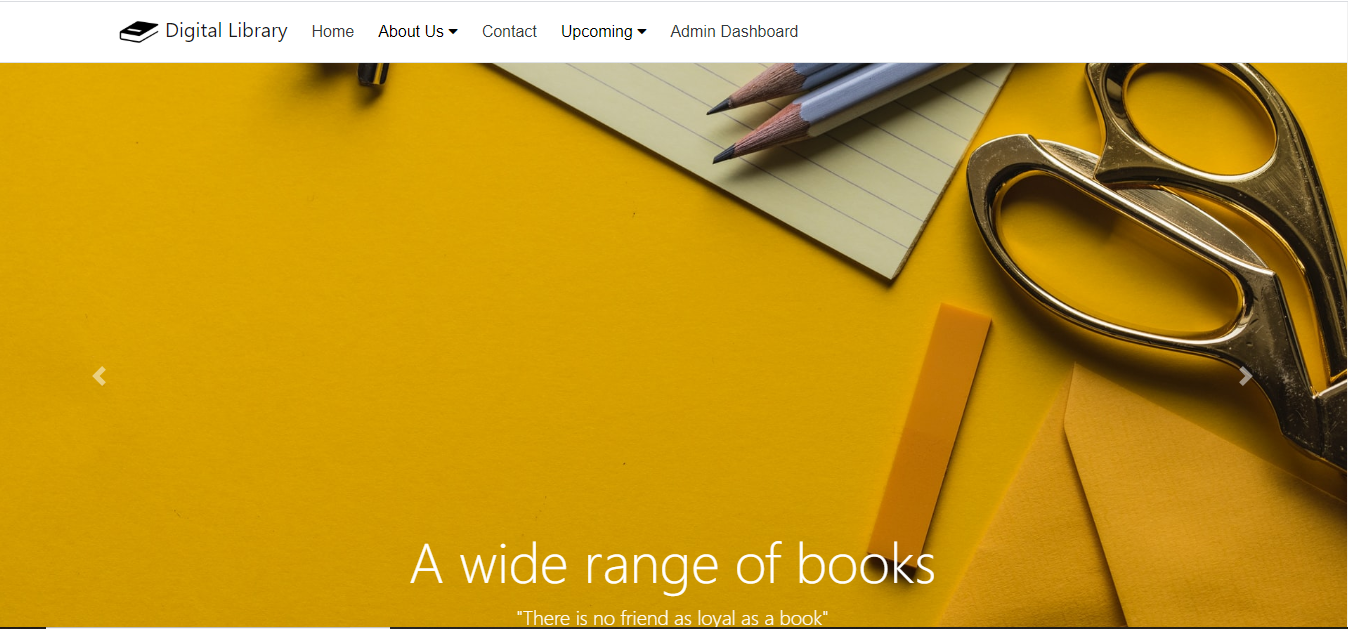 Digital Library Home About Us Contact Upcoming Admin Dashboard
A wide range of books
"There is no friend as loyal as a book"